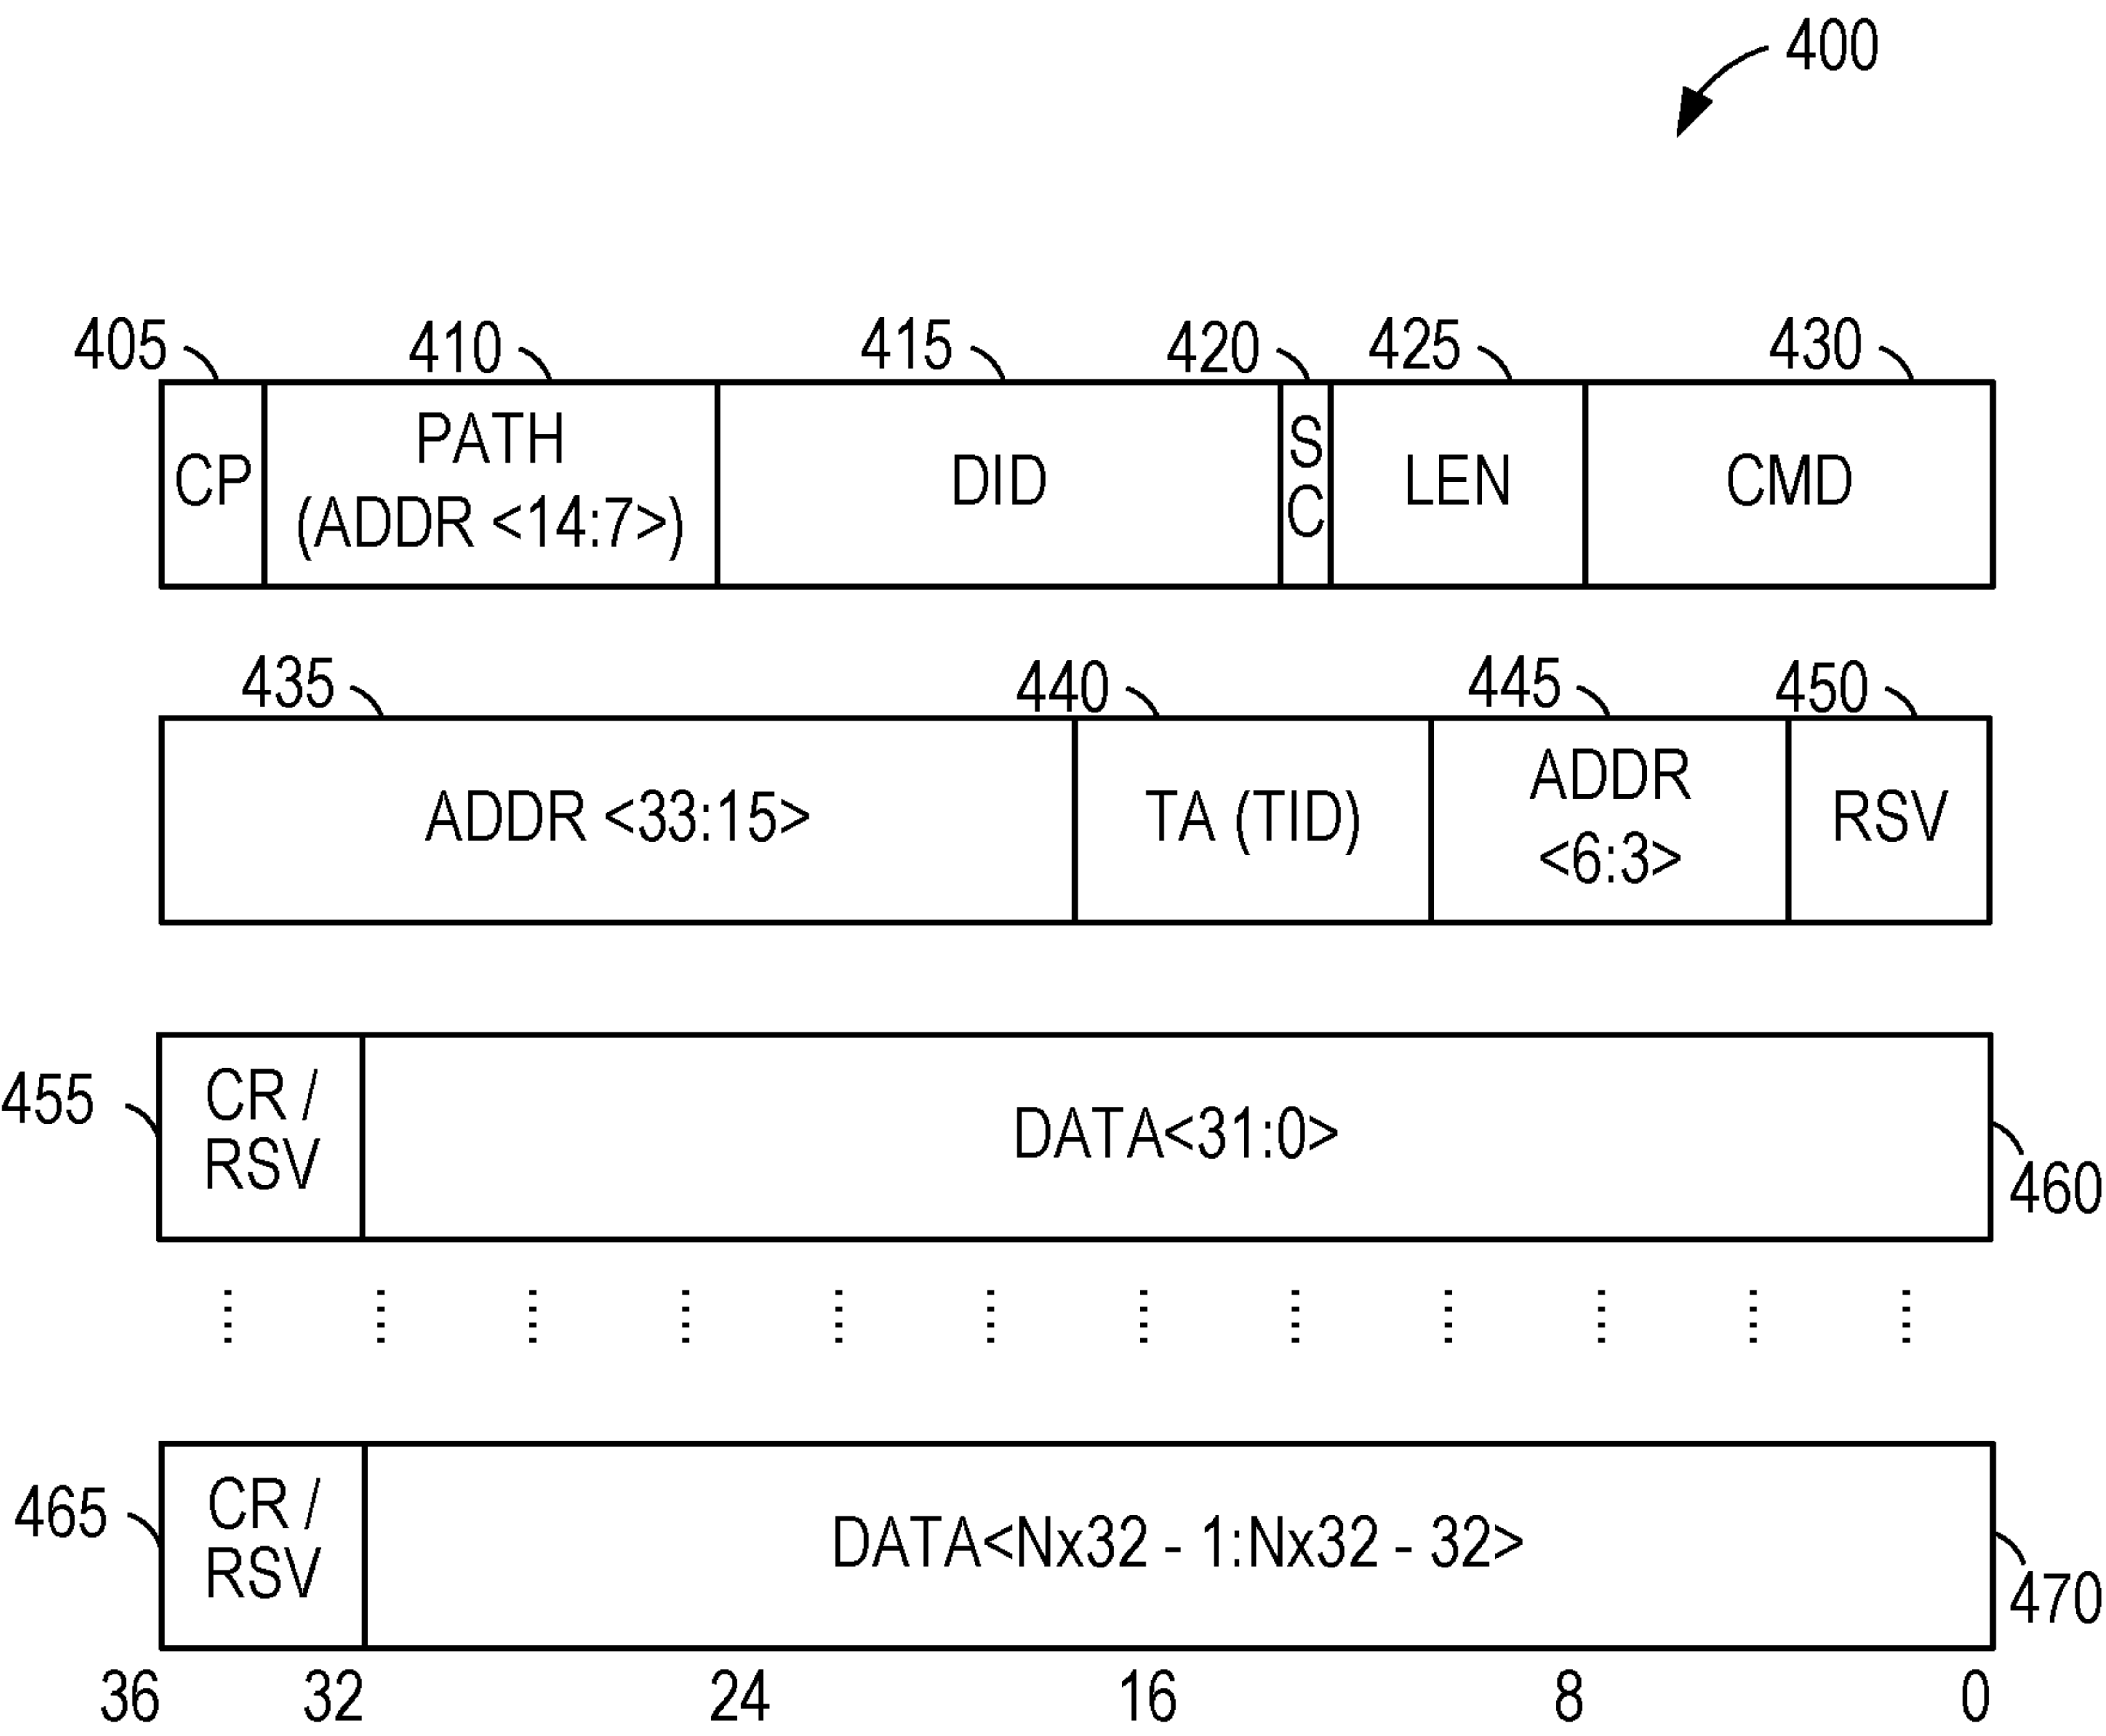 400
405
410
415
420
425
430
CP
PATH
(ADDR <14:7>)
DID
S
C
LEN
CMD
435
440
445
450
ADDR <33:15>
TA (TID)
ADDR
<6:3>
RSV
455
CR /
RSV
DATA<31:0>
460
465
CR /
RSV
DATA<Nx32 - 1:Nx32 - 32>
470
36
32
24
16
8
0